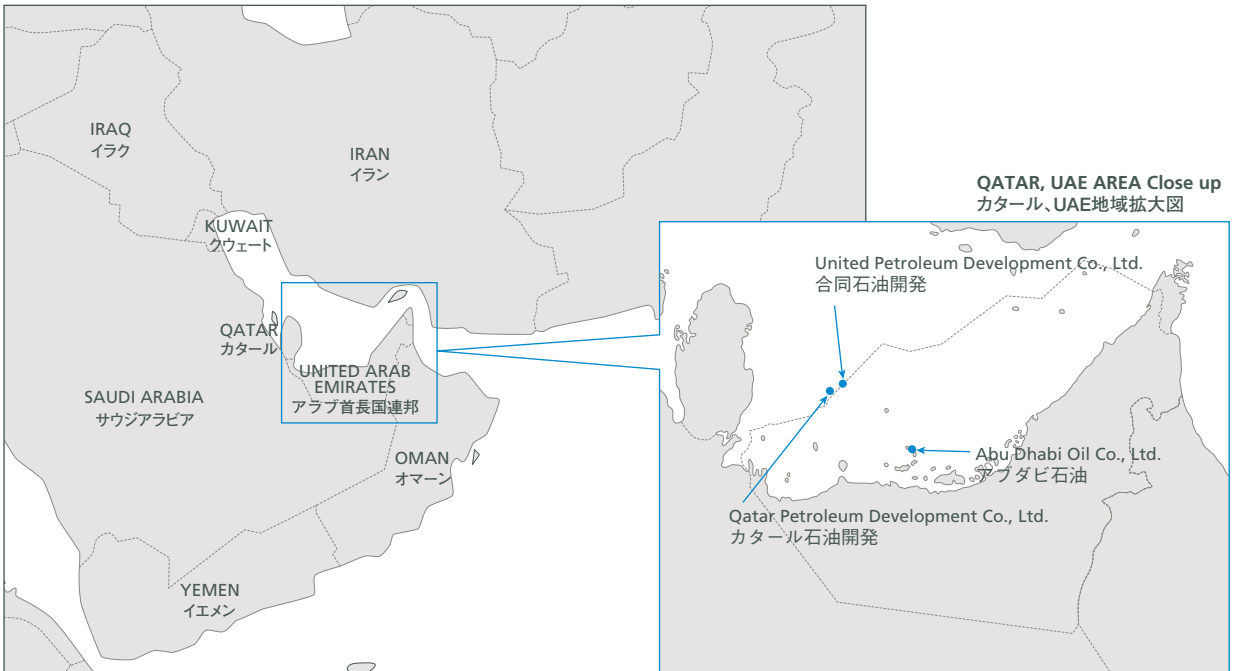 IRAQ
イラク
IRAN
イラン
KUWAIT
クウェート
QATAR
カタール
UNITED ARAB
EMIRATES
アラブ首長国連邦
SAUDI ARABIA
サウジアラビア
OMAN
オマーン
YEMEN
イエメン
QATAR, UAE AREA Close up
カタール、UAE地域拡大図
United Petroleum Development Co., Ltd.
合同石油開発
Abu Dhabi Oil Co., Ltd.
アブダビ石油
Qatar Petroleum Development Co., Ltd.
カタール石油開発